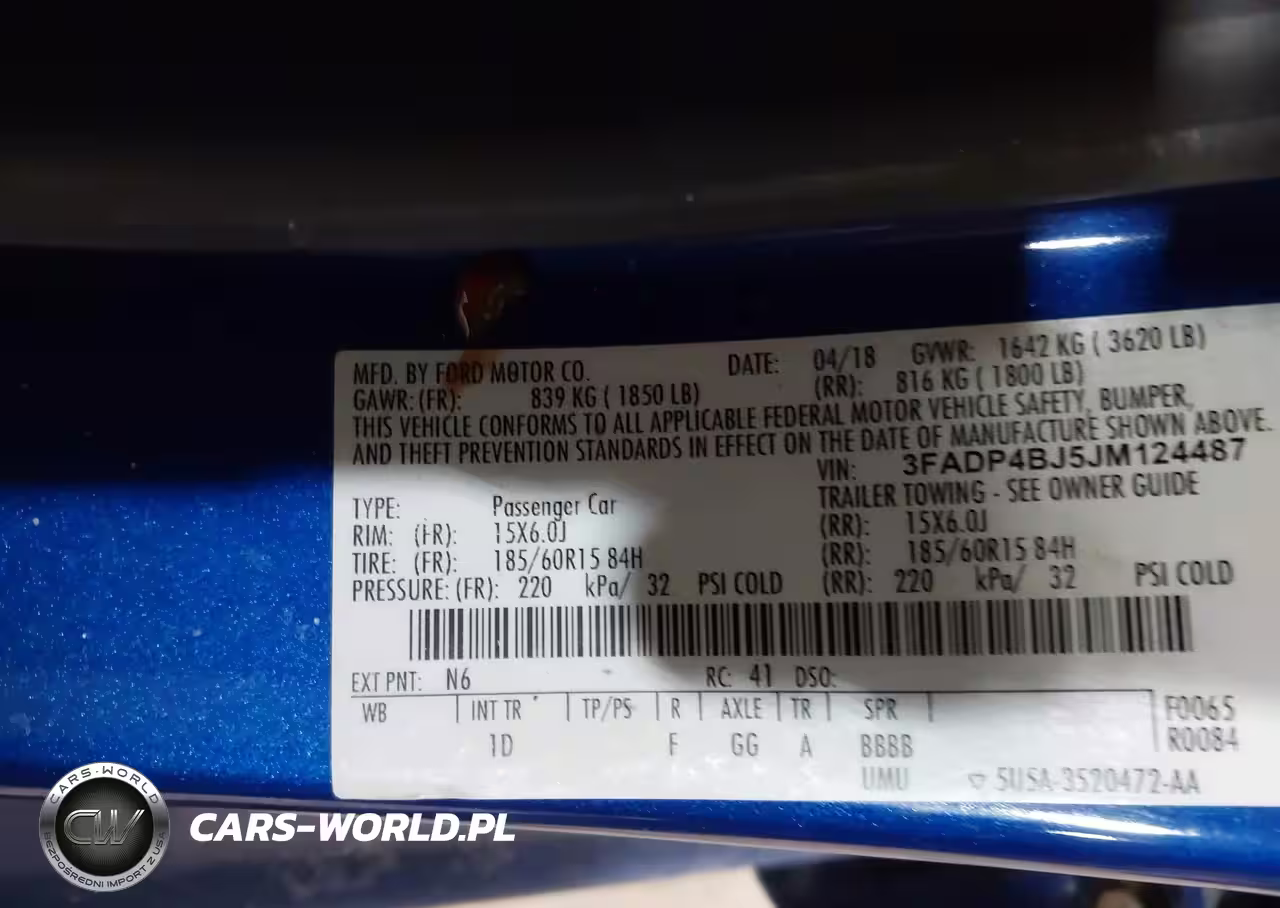 MFD. BY FORD MOTOR CO. DATE: 04/18 GVWR: 1642 KG ( 3620 LB)
GAWR: (FR): 839 KG ( 1850 LB) (RR): 816 KG ( 1800 LB)
THIS VEHICLE CONFORMS TO ALL APPLICABLE FEDERAL MOTOR VEHICLE SAFETY, BUMPER,
AND THEFT PREVENTION STANDARDS IN EFFECT ON THE DATE OF MANUFACTURE SHOWN ABOVE.
VIN: 3FADP4BJ5JM124487
TRAILER TOWING - SEE OWNER GUIDE
TYPE: Passenger Car
RIM: (FR): 15X6.0J (RR): 15X6.0J
TIRE: (FR): 185/60R15 84H (RR): 185/60R15 84H
PRESSURE: (FR): 220 kPa/ 32 PSI COLD (RR): 220 kPa/ 32 PSI COLD
EXT PNT: N6 RC: 41 DSO:
WB INT TR TP/PS R AXLE TR SPR F0065
1D F GG A BBBB R0084
UMU 5U5A-3520472-AA
CARS-WORLD
CW
BEZPOŚREDNI IMPORT Z USA
CARS-WORLD.PL